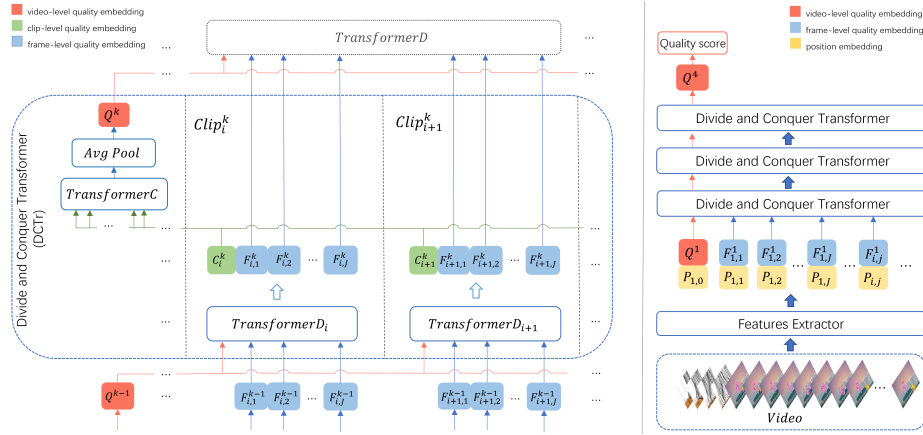 video-level quality embedding
clip-level quality embedding
frame-level quality embedding
...
TransformerD
...
...
...
Divide and Conquer Transformer
(DCTr)
Q^k
Avg Pool
TransformerC
...
Clip_i^k
Clip_{i+1}^k
...
C_i^k F_{i,1}^k F_{i,2}^k ... F_{i,J}^k
C_{i+1}^k F_{i+1,1}^k F_{i+1,2}^k ... F_{i+1,J}^k
...
...
TransformerD_i
TransformerD_{i+1}
...
...
...
Q^{k-1}
...
F_{i,1}^{k-1} F_{i,2}^{k-1} ... F_{i,J}^{k-1}
F_{i+1,1}^{k-1} F_{i+1,2}^{k-1} ... F_{i+1,J}^{k-1}
...
video-level quality embedding
frame-level quality embedding
position embedding
Quality score
Q^4
Divide and Conquer Transformer
Divide and Conquer Transformer
Divide and Conquer Transformer
Q^1 F_{1,1}^1 F_{1,2}^1 ... F_{1,J}^1 ... F_{i,j}^1
P_{1,0} P_{1,1} P_{1,2} P_{1,J} P_{i,j}
Features Extractor
...
Video